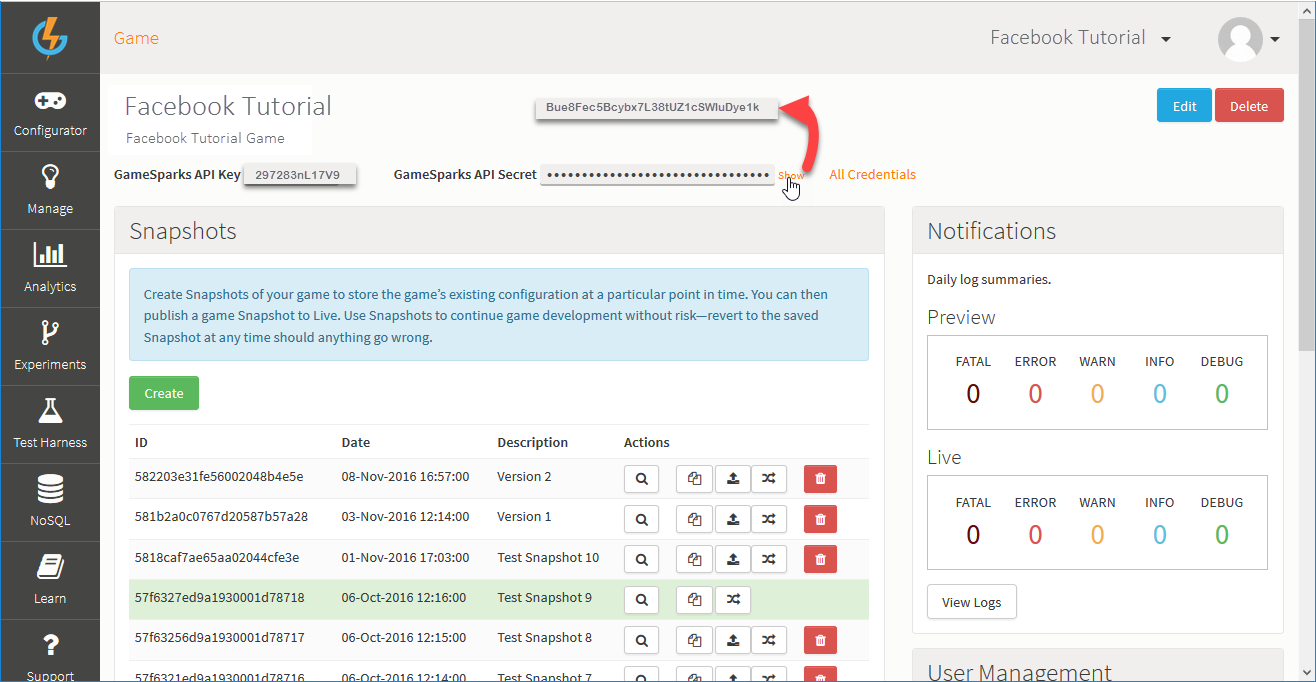 Game
Facebook Tutorial
Configurator
Manage
Analytics
Experiments
Test Harness
NoSQL
Learn
Support
Facebook Tutorial
Facebook Tutorial Game
Bue8Fec5Bcybx7L38tUZ1cSWluDye1k
Edit
Delete
GameSparks API Key 297283nL17V9
GameSparks API Secret •••••••••••••••••••••••••••••••• Show
All Credentials
Snapshots
Create Snapshots of your game to store the game’s existing configuration at a particular point in time. You can then
publish a game Snapshot to Live. Use Snapshots to continue game development without risk—revert to the saved
Snapshot at any time should anything go wrong.
Create
ID Date Description Actions
582203e31fe56002048b4e5e 08-Nov-2016 16:57:00 Version 2
581b2a0c0767d20587b57a28 03-Nov-2016 12:14:00 Version 1
5818caf7ae65aa02044cfe3e 01-Nov-2016 17:03:00 Test Snapshot 10
57f6327ed9a1930001d78718 06-Oct-2016 12:16:00 Test Snapshot 9
57f63256d9a1930001d78717 06-Oct-2016 12:15:00 Test Snapshot 8
57f6321ed9a1930001d78716 06-Oct-2016 12:14:00 Test Snapshot 7
Notifications
Daily log summaries.
Preview
FATAL ERROR WARN INFO DEBUG
0 0 0 0 0
Live
FATAL ERROR WARN INFO DEBUG
0 0 0 0 0
View Logs
User Management